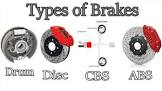 Types of Brakes
Drum Disc CBS ABS